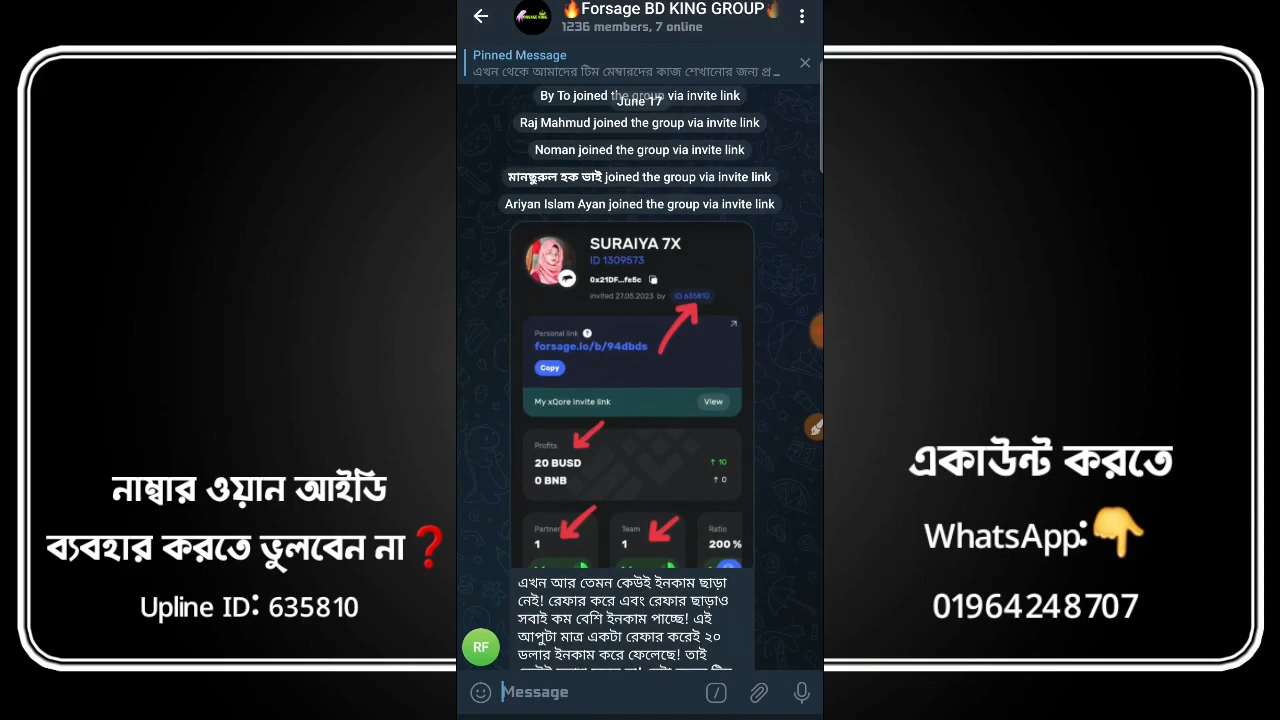 🔥Forsage BD KING GROUP🔥
1236 members, 7 online
Pinned Message
এখন থেকে আমাদের টিম মেম্বারদের কাজ শেখানোর জন্য প্র...
By To joined the group via invite link
June 17
Raj Mahmud joined the group via invite link
Noman joined the group via invite link
মানছুরুল হক ভাই joined the group via invite link
Ariyan Islam Ayan joined the group via invite link
SURAIYA 7X
ID 1309573
0x21DF...fe5c
invited 27.05.2023 by ID 635810
Personal link ?
forsage.io/b/94dbds
Copy
My xQore invite link View
Profits
20 BUSD ↑ 10
0 BNB ↑ 0
Partner Team Ratio
1 1 200 %
এখন আর তেমন কেউই ইনকাম ছাড়া
নেই! রেফার করে এবং রেফার ছাড়াও
সবাই কম বেশি ইনকাম পাচ্ছে! এই
আপুটা মাত্র একটা রেফার করেই ২০
ডলার ইনকাম করে ফেলেছে! তাই
RF
Message
নাম্বার ওয়ান আইডি
ব্যবহার করতে ভুলবেন না❓
Upline ID: 635810
একাউন্ট করতে
WhatsApp:👇
01964248707
FORSAGE KING